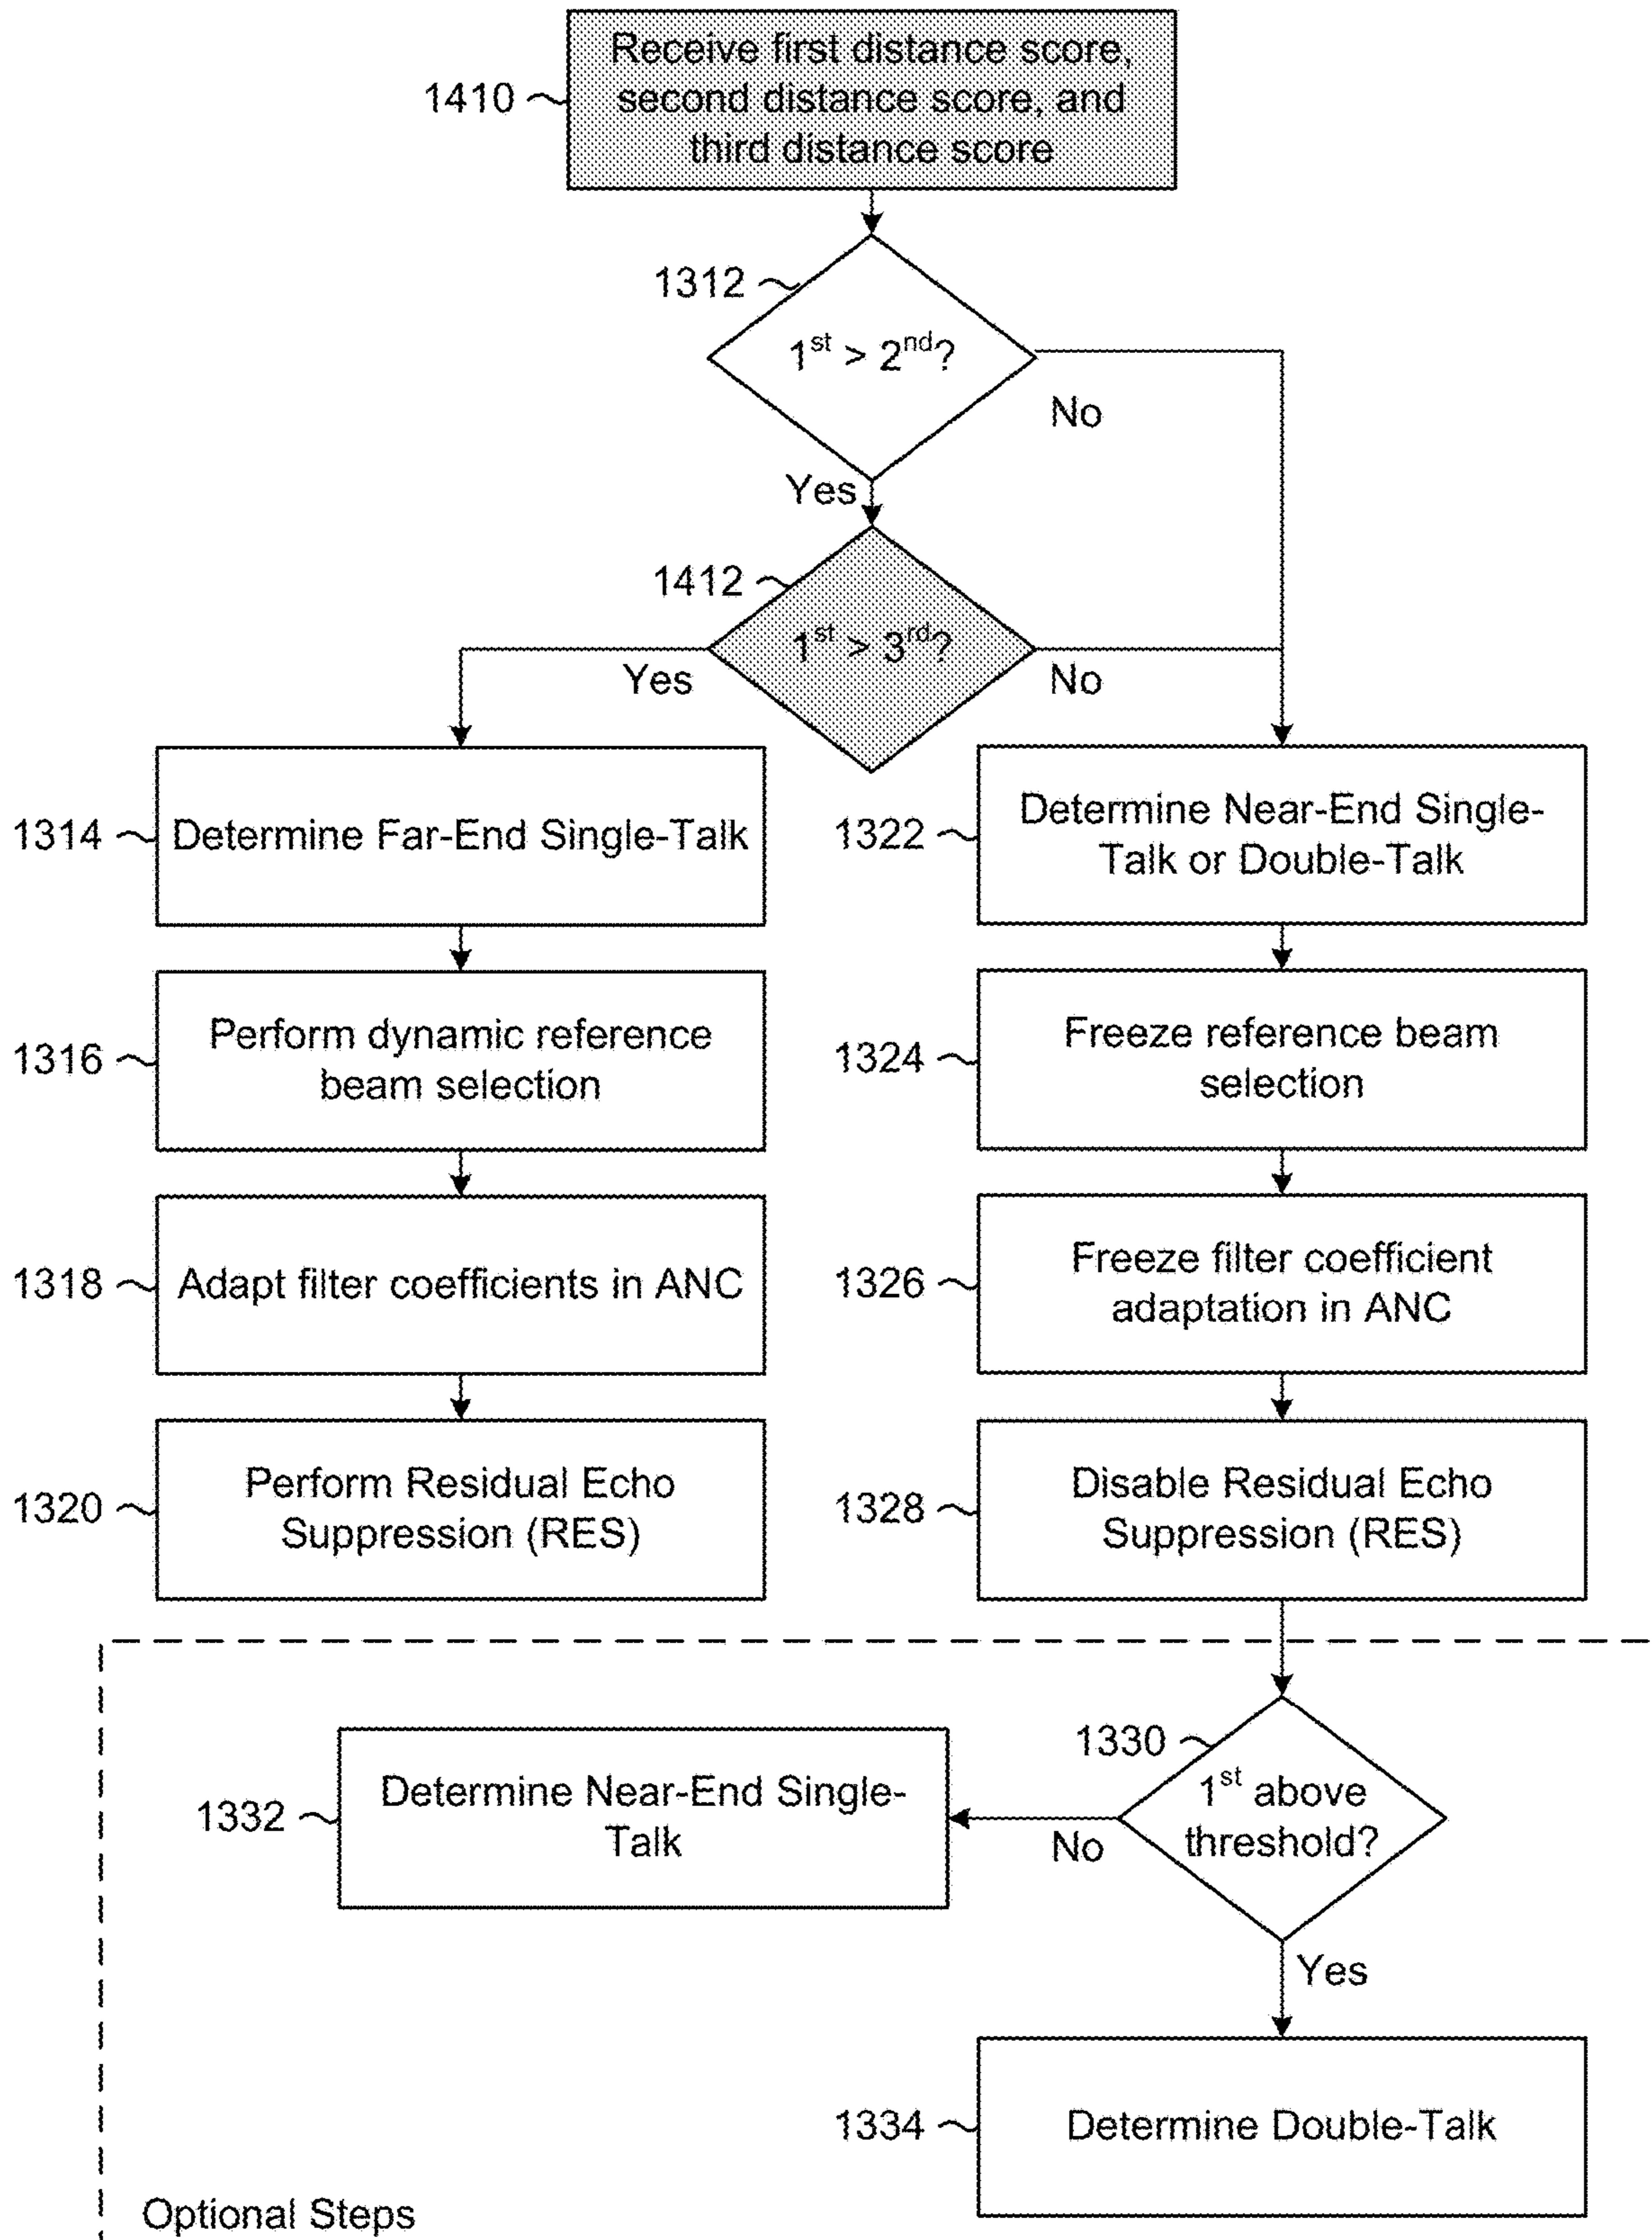 Receive first distance score,
second distance score, and
third distance score
1410
1312
1st > 2nd?
No
Yes
1412
1st > 3rd?
Yes
No
1314
Determine Far-End Single-Talk
1322
Determine Near-End Single-
Talk or Double-Talk
1316
Perform dynamic reference
beam selection
1324
Freeze reference beam
selection
1318
Adapt filter coefficients in ANC
1326
Freeze filter coefficient
adaptation in ANC
1320
Perform Residual Echo
Suppression (RES)
1328
Disable Residual Echo
Suppression (RES)
1330
1st above
threshold?
1332
Determine Near-End Single-
Talk
No
Yes
1334
Determine Double-Talk
Optional Steps